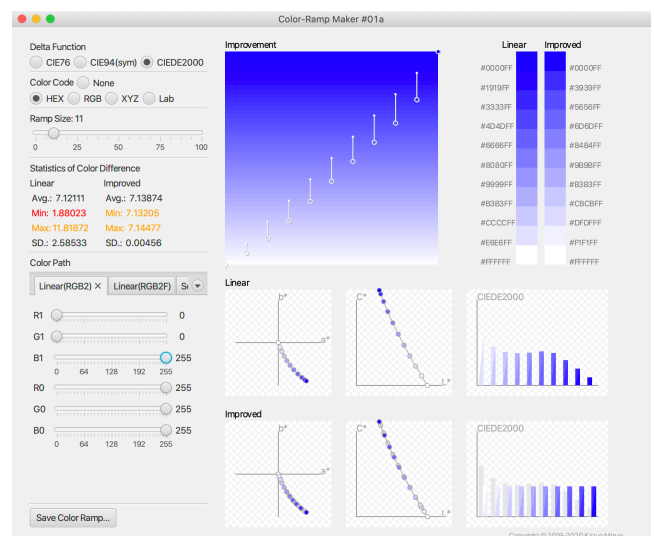 Color-Ramp Maker #01a
Delta Function
CIE76 CIE94(sym) CIEDE2000
Color Code None
HEX RGB XYZ Lab
Ramp Size: 11
0 25 50 75 100
Statistics of Color Difference
Linear Improved
Avg.: 7.12111 Avg.: 7.13874
Min: 1.88023 Min: 7.13205
Max: 11.81872 Max: 7.14477
SD.: 2.58533 SD.: 0.00456
Color Path
Linear(RGB2) × Linear(RGB2F)
R1 0
G1 0
B1 255
0 64 128 192 255
R0 255
G0 255
B0 255
0 64 128 192 255
Save Color Ramp...
Improvement
Linear Improved
#0000FF #0000FF
#1919FF #3939FF
#3333FF #5656FF
#4D4DFF #6D6DFF
#6666FF #8484FF
#8080FF #9B9BFF
#9999FF #B3B3FF
#B3B3FF #CBCBFF
#CCCCFF #DFDFFF
#E6E6FF #F1F1FF
#FFFFFF #FFFFFF
Linear
b* C* CIEDE2000
a* L*
Improved
b* C* CIEDE2000
a* L*